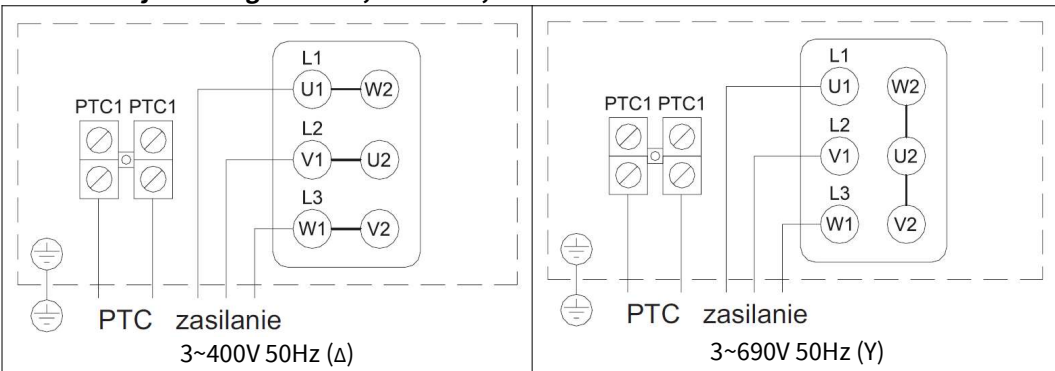 L1
U1 W2
PTC1 PTC1
L2
V1 U2
L3
W1 V2
PTC zasilanie
3~400V 50Hz (Δ)
L1
U1 W2
PTC1 PTC1
L2
V1 U2
L3
W1 V2
PTC zasilanie
3~690V 50Hz (Y)